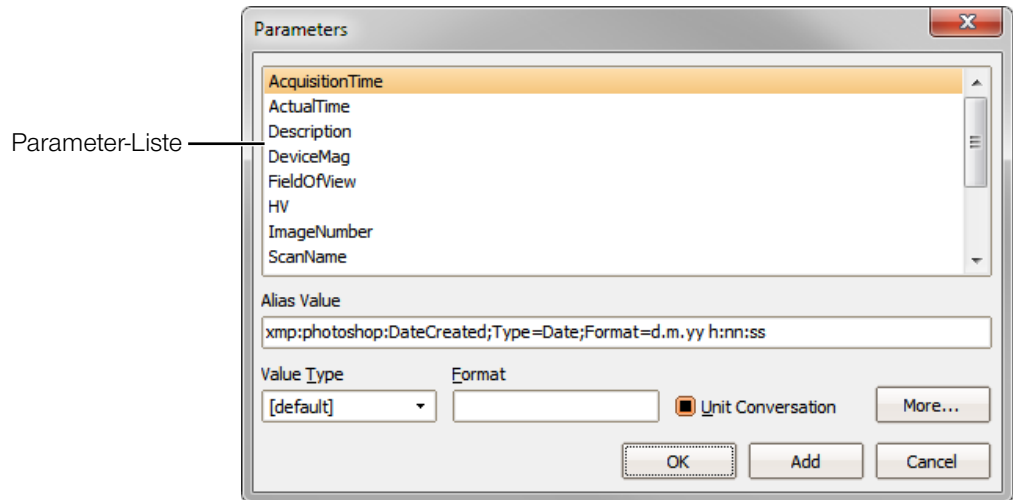 Parameters
AcquisitionTime
ActualTime
Description
Parameter-Liste
DeviceMag
FieldOfView
HV
ImageNumber
ScanName
Alias Value
xmp:photoshop:DateCreated;Type=Date;Format=d.m.yy h:nn:ss
Value Type Format
[default] Unit Conversation More...
OK Add Cancel